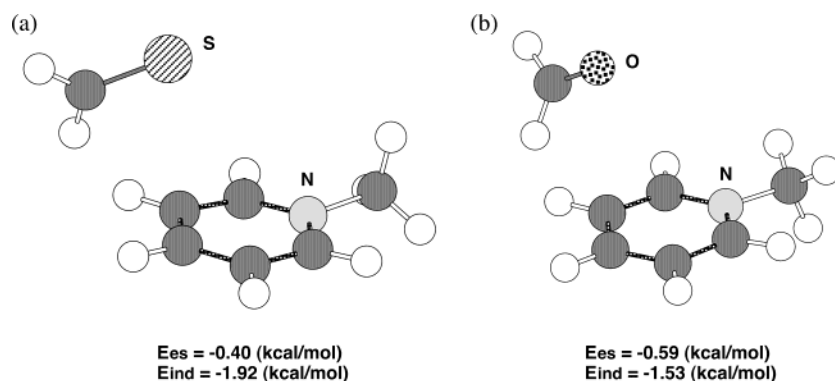 (a)
S
N
Ees = -0.40 (kcal/mol)
Eind = -1.92 (kcal/mol)
(b)
O
N
Ees = -0.59 (kcal/mol)
Eind = -1.53 (kcal/mol)